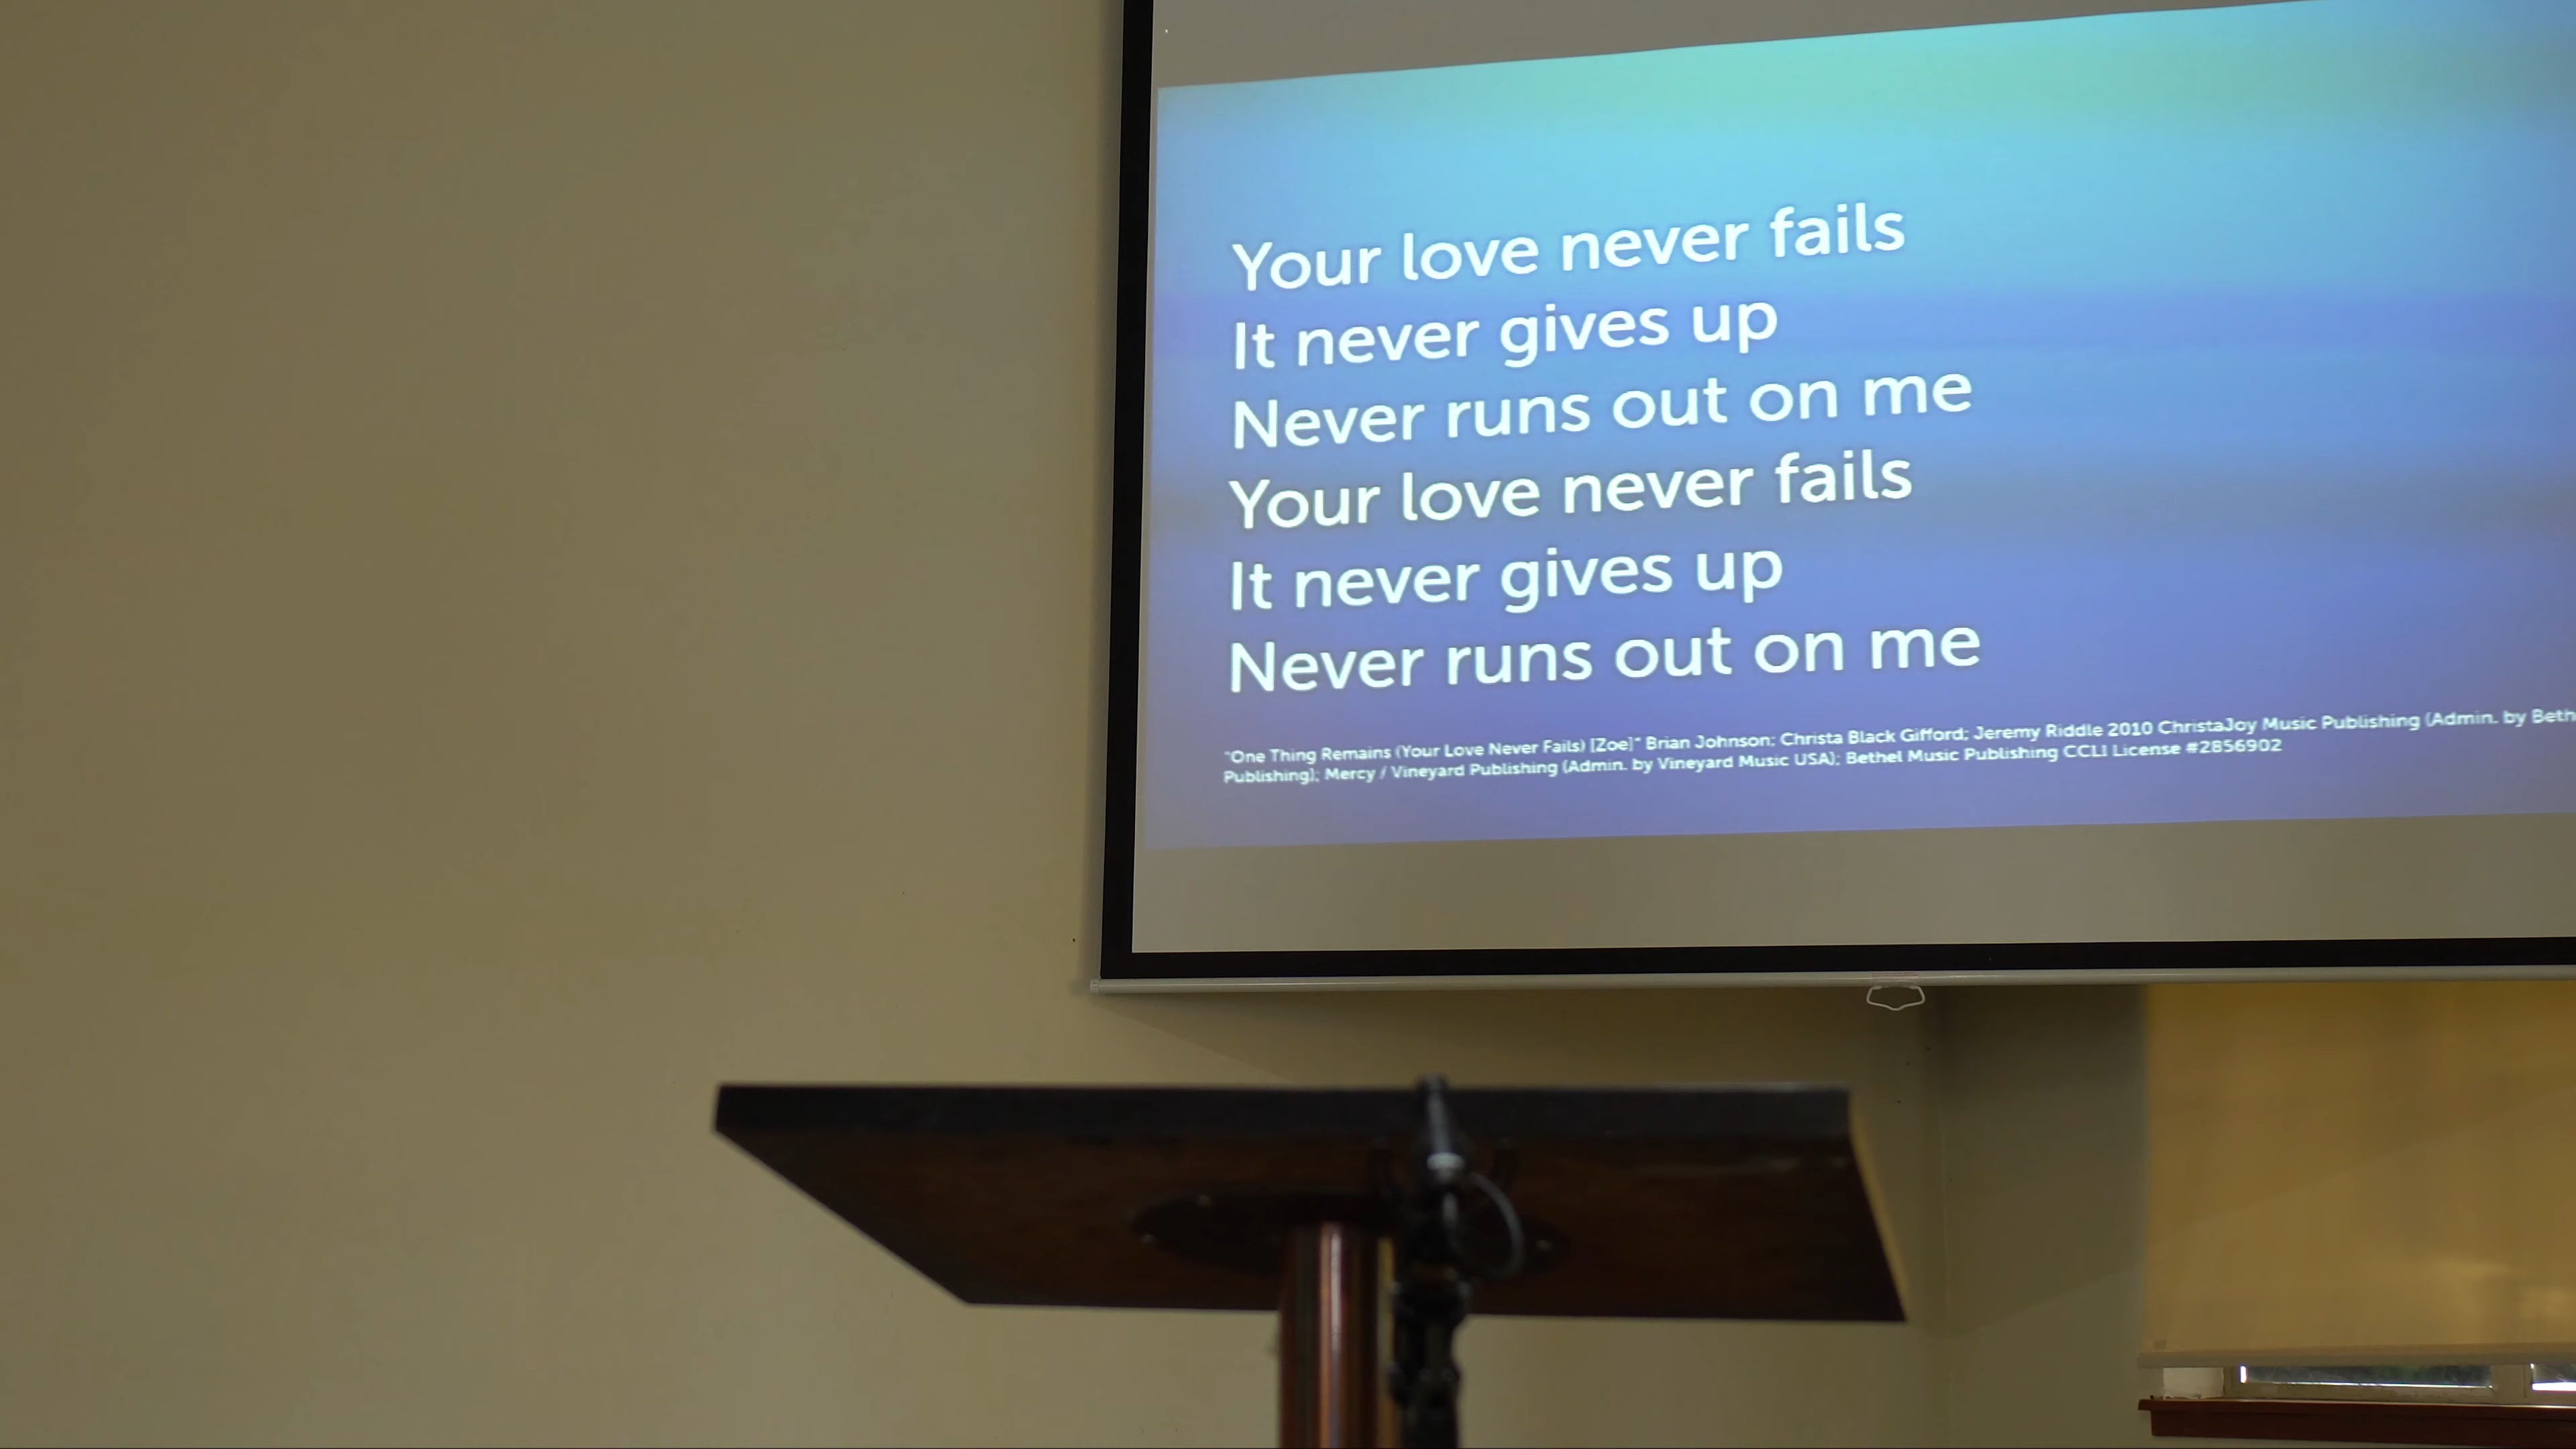 Your love never fails
It never gives up
Never runs out on me
Your love never fails
It never gives up
Never runs out on me
"One Thing Remains (Your Love Never Fails) [Zoe]" Brian Johnson; Christa Black Gifford; Jeremy Riddle 2010 ChristaJoy Music Publishing (Admin. by
Publishing); Mercy / Vineyard Publishing (Admin. by Vineyard Music USA); Bethel Music Publishing CCLI License #2856902